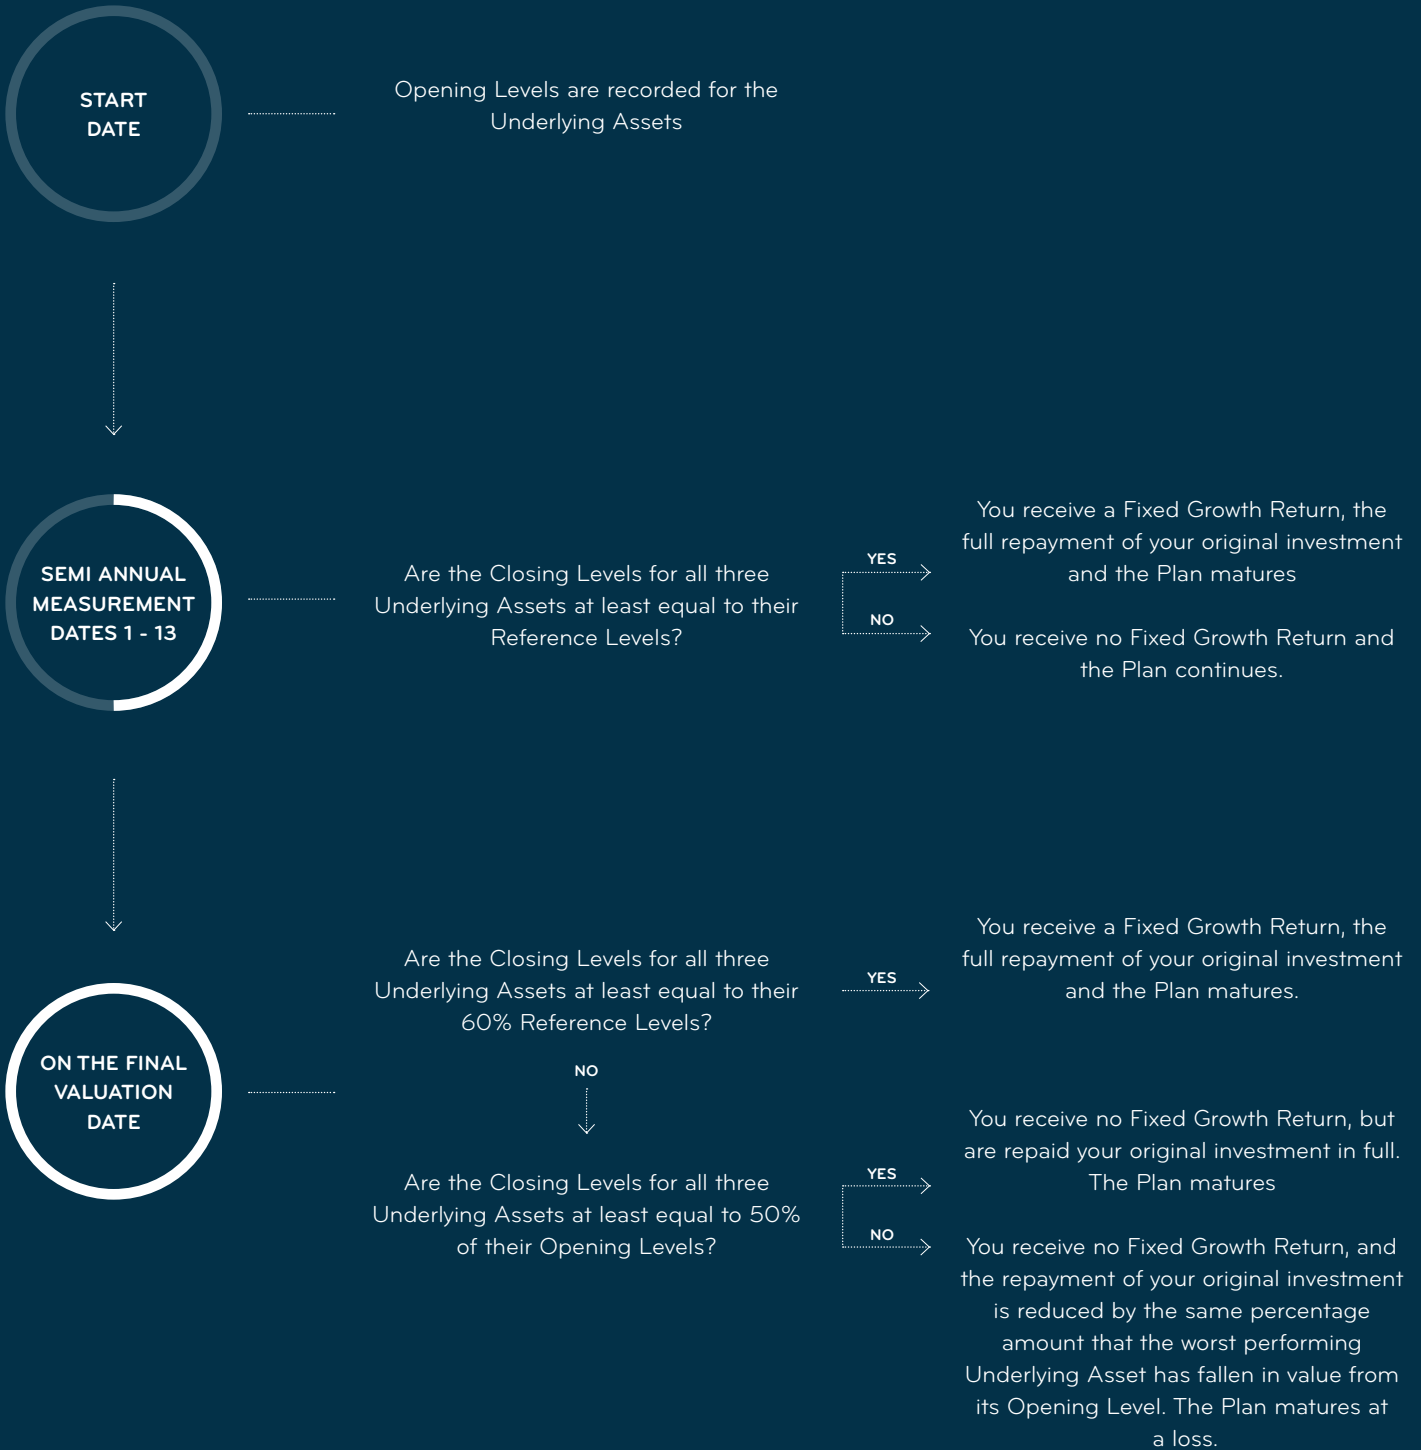 START
DATE
Opening Levels are recorded for the
Underlying Assets
SEMI ANNUAL
MEASUREMENT
DATES 1 - 13
Are the Closing Levels for all three
Underlying Assets at least equal to their
Reference Levels?
YES
You receive a Fixed Growth Return, the
full repayment of your original investment
and the Plan matures
NO
You receive no Fixed Growth Return and
the Plan continues.
ON THE FINAL
VALUATION
DATE
Are the Closing Levels for all three
Underlying Assets at least equal to their
60% Reference Levels?
YES
You receive a Fixed Growth Return, the
full repayment of your original investment
and the Plan matures.
NO
Are the Closing Levels for all three
Underlying Assets at least equal to 50%
of their Opening Levels?
YES
You receive no Fixed Growth Return, but
are repaid your original investment in full.
The Plan matures
NO
You receive no Fixed Growth Return, and
the repayment of your original investment
is reduced by the same percentage
amount that the worst performing
Underlying Asset has fallen in value from
its Opening Level. The Plan matures at
a loss.